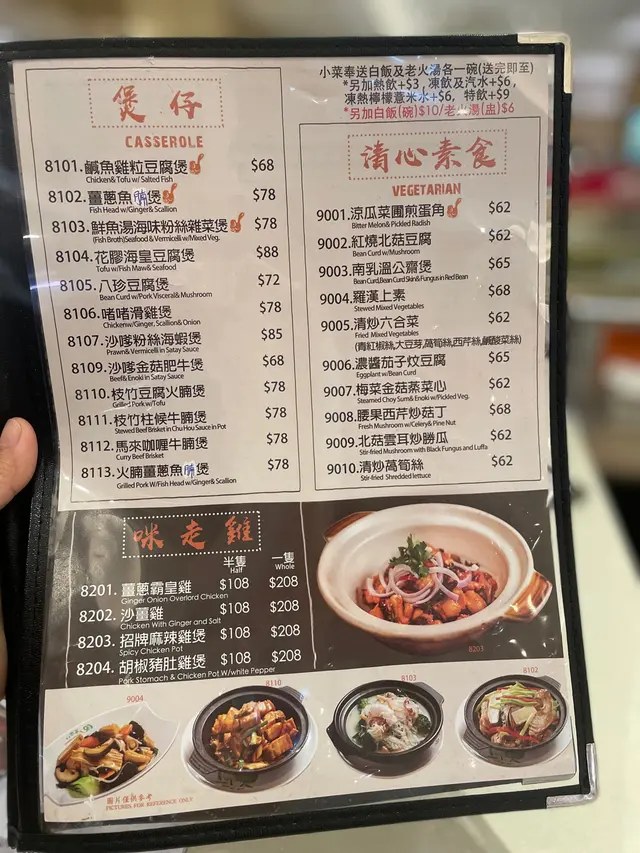 煲仔
CASSEROLE
8101. 鹹魚雞粒豆腐煲 $68
Chicken& Tofu w/ Salted Fish
8102. 薑蔥魚腩煲 $78
Fish Head w/Ginger& Scallion
8103. 鮮魚湯海味粉絲雜菜煲 $78
(Fish Broth)Seafood & Vermicelli w/Mixed Veg.
8104. 花膠海皇豆腐煲 $88
Tofu w/Fish Maw& Seafood
8105. 八珍豆腐煲 $72
Bean Curd w/Pork Visceral& Mushroom
8106. 啫啫滑雞煲 $78
Chickenw/Ginger, Scallion& Onion
8107. 沙嗲粉絲海蝦煲 $85
Prawn& Vermicelli in Satay Sauce
8109. 沙嗲金菇肥牛煲 $68
Beef& Enoki in Satay Sauce
8110. 枝竹豆腐火腩煲 $78
Grilled Pork w/Tofu
8111. 枝竹柱候牛腩煲 $78
Stewed Beef Brisket in Chu Hou Sauce in Pot
8112. 馬來咖喱牛腩煲 $78
Curry Beef Brisket
8113. 火腩薑蔥魚腩煲 $78
Grilled Pork W/Fish Head w/Ginger& Scallion
小菜奉送白飯及老火湯各一碗(送完即至)
*另加熱飲+$3，凍飲及汽水+$6，
凍熱檸檬薏米水+$6, 特飲+$9
*另加白飯(碗)$10/老火湯(盅)$6
清心素食
VEGETARIAN
9001. 涼瓜菜圃煎蛋角 $62
Bitter Melon& Pickled Radish
9002. 紅燒北菇豆腐 $62
Bean Curd w/Mushroom
9003. 南乳溫公齋煲 $65
Bean Curd,Bean Curd Skin& Fungus in Red Bean
9004. 羅漢上素 $68
Stewed Mixed Vegetables
9005. 清炒六合菜 $62
Fried Mixed Vegetables
(青紅椒絲,大豆芽,萵筍絲,西芹絲,鹹酸菜絲)
9006. 濃醬茄子炆豆腐 $65
Eggplant w/Bean Curd
9007. 梅菜金菇蒸菜心 $62
Steamed Choy Sum& Enoki w/Pickled Veg.
9008. 腰果西芹炒菇丁 $68
Fresh Mushroom w/Celery& Pine Nut
9009. 北菇雲耳炒勝瓜 $62
Stir-fried Mushroom with Black Fungus and Luffa
9010. 清炒萵筍絲 $62
Stir-fried Shredded lettuce
咪走雞
半隻 一隻
Half Whole
8201. 薑蔥霸皇雞 $108 $208
Ginger Onion Overlord Chicken
8202. 沙薑雞 $108 $208
Chicken With Ginger and Salt
8203. 招牌麻辣雞煲 $108 $208
Spicy Chicken Pot
8204. 胡椒豬肚雞煲 $108 $208
Pork Stomach & Chicken Pot W/white Pepper
8203
9004
8110
8103
8102
圖片僅供參考
PICTURES FOR REFERENCE ONLY